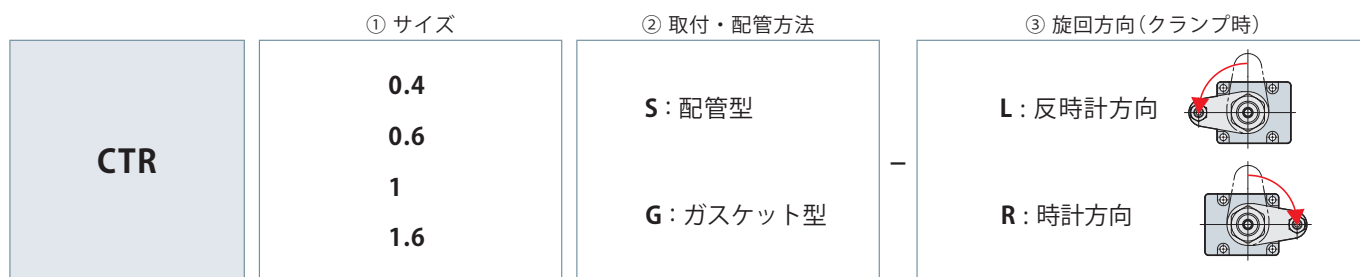 ① サイズ
② 取付・配管方法
③ 旋回方向(クランプ時)
CTR
0.4
0.6
1
1.6
S:配管型
G:ガスケット型
–
L:反時計方向
R:時計方向